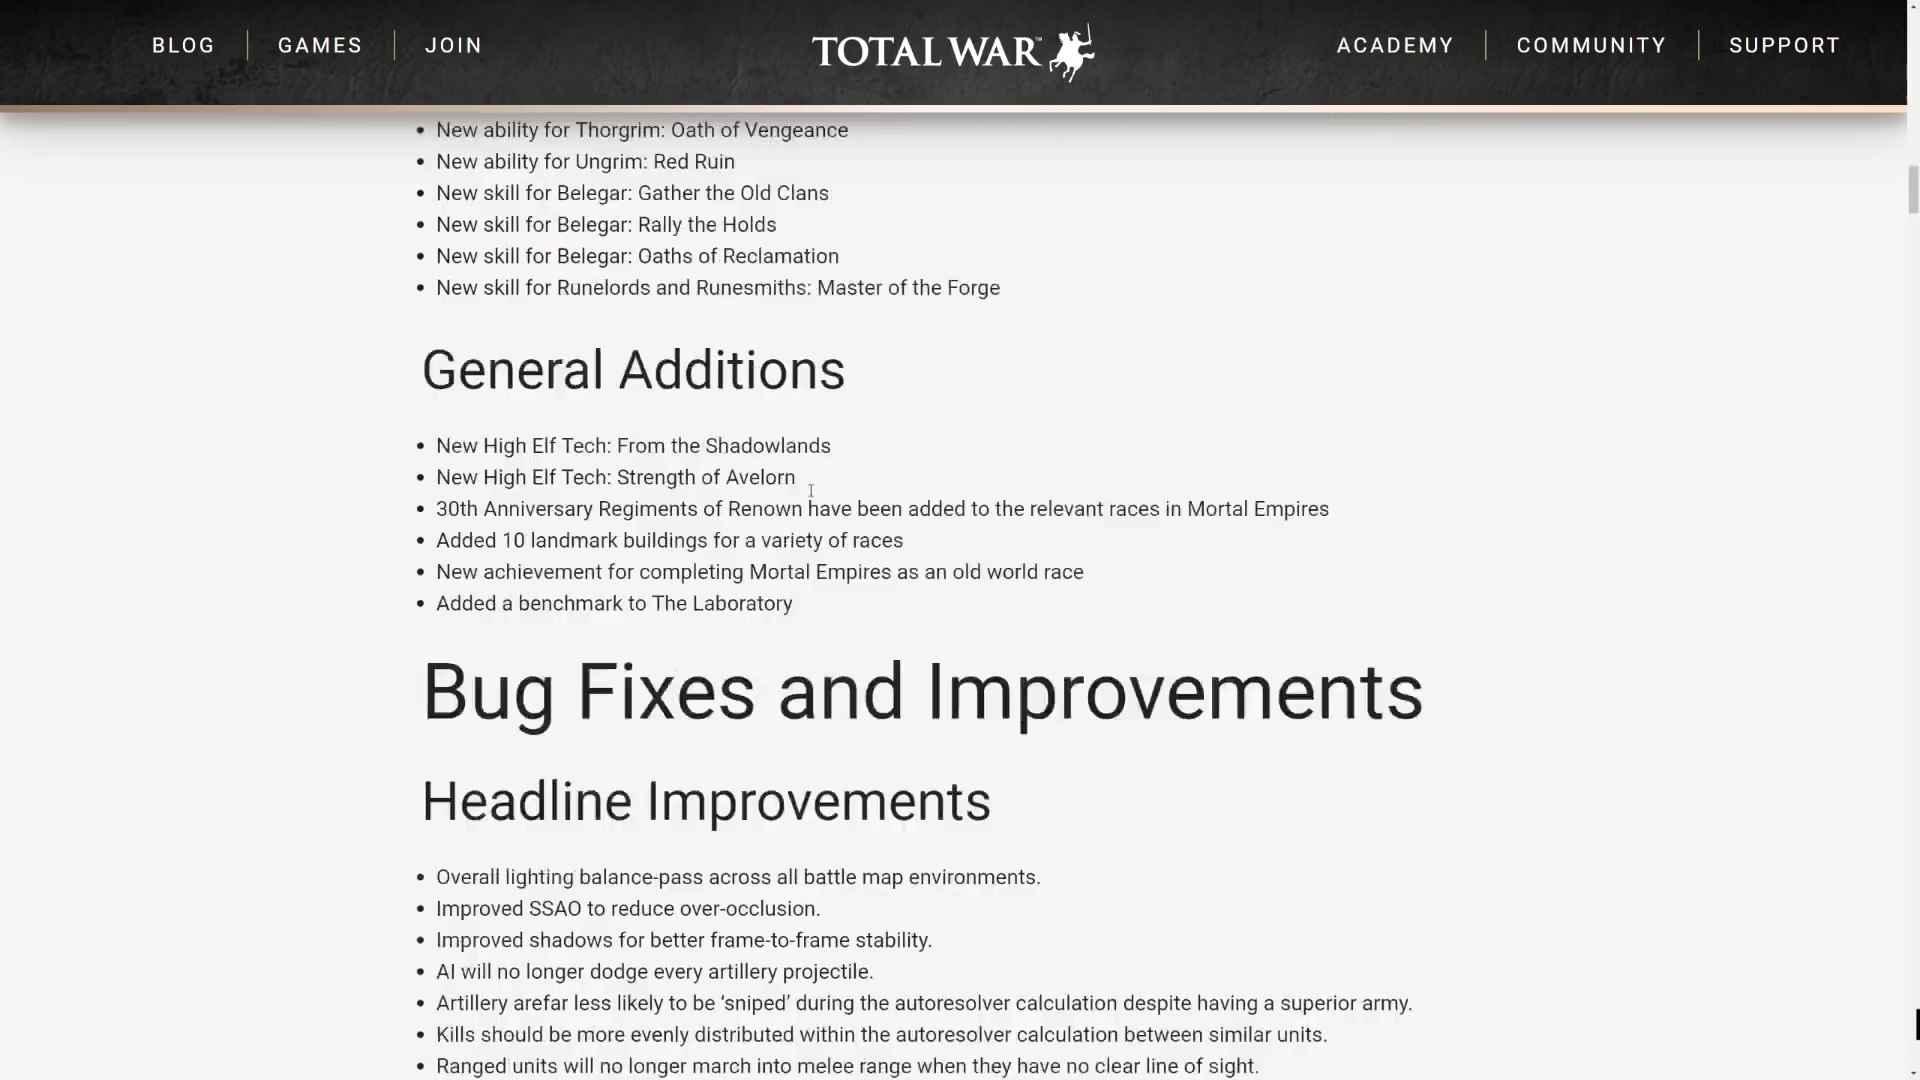 BLOG GAMES JOIN TOTAL WAR™ ACADEMY COMMUNITY SUPPORT
• New ability for Thorgrim: Oath of Vengeance
• New ability for Ungrim: Red Ruin
• New skill for Belegar: Gather the Old Clans
• New skill for Belegar: Rally the Holds
• New skill for Belegar: Oaths of Reclamation
• New skill for Runelords and Runesmiths: Master of the Forge
General Additions
• New High Elf Tech: From the Shadowlands
• New High Elf Tech: Strength of Avelorn
• 30th Anniversary Regiments of Renown have been added to the relevant races in Mortal Empires
• Added 10 landmark buildings for a variety of races
• New achievement for completing Mortal Empires as an old world race
• Added a benchmark to The Laboratory
Bug Fixes and Improvements
Headline Improvements
• Overall lighting balance-pass across all battle map environments.
• Improved SSAO to reduce over-occlusion.
• Improved shadows for better frame-to-frame stability.
• AI will no longer dodge every artillery projectile.
• Artillery arefar less likely to be ‘sniped’ during the autoresolver calculation despite having a superior army.
• Kills should be more evenly distributed within the autoresolver calculation between similar units.
• Ranged units will no longer march into melee range when they have no clear line of sight.